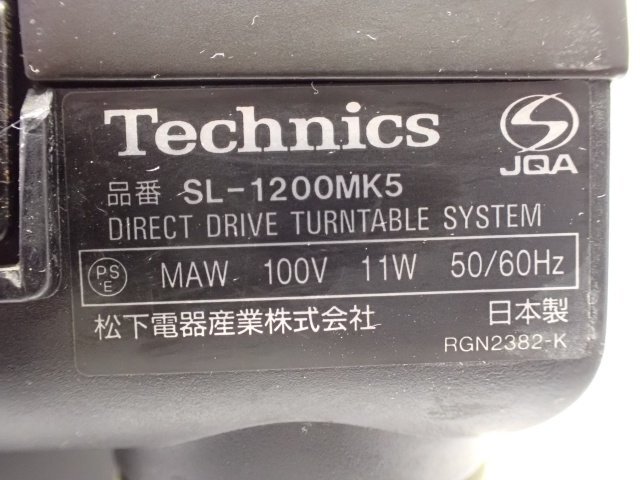 Technics
JQA
品番 SL-1200MK5
DIRECT DRIVE TURNTABLE SYSTEM
PS E MAW 100V 11W 50/60Hz
松下電器産業株式会社 日本製
RGN2382-K